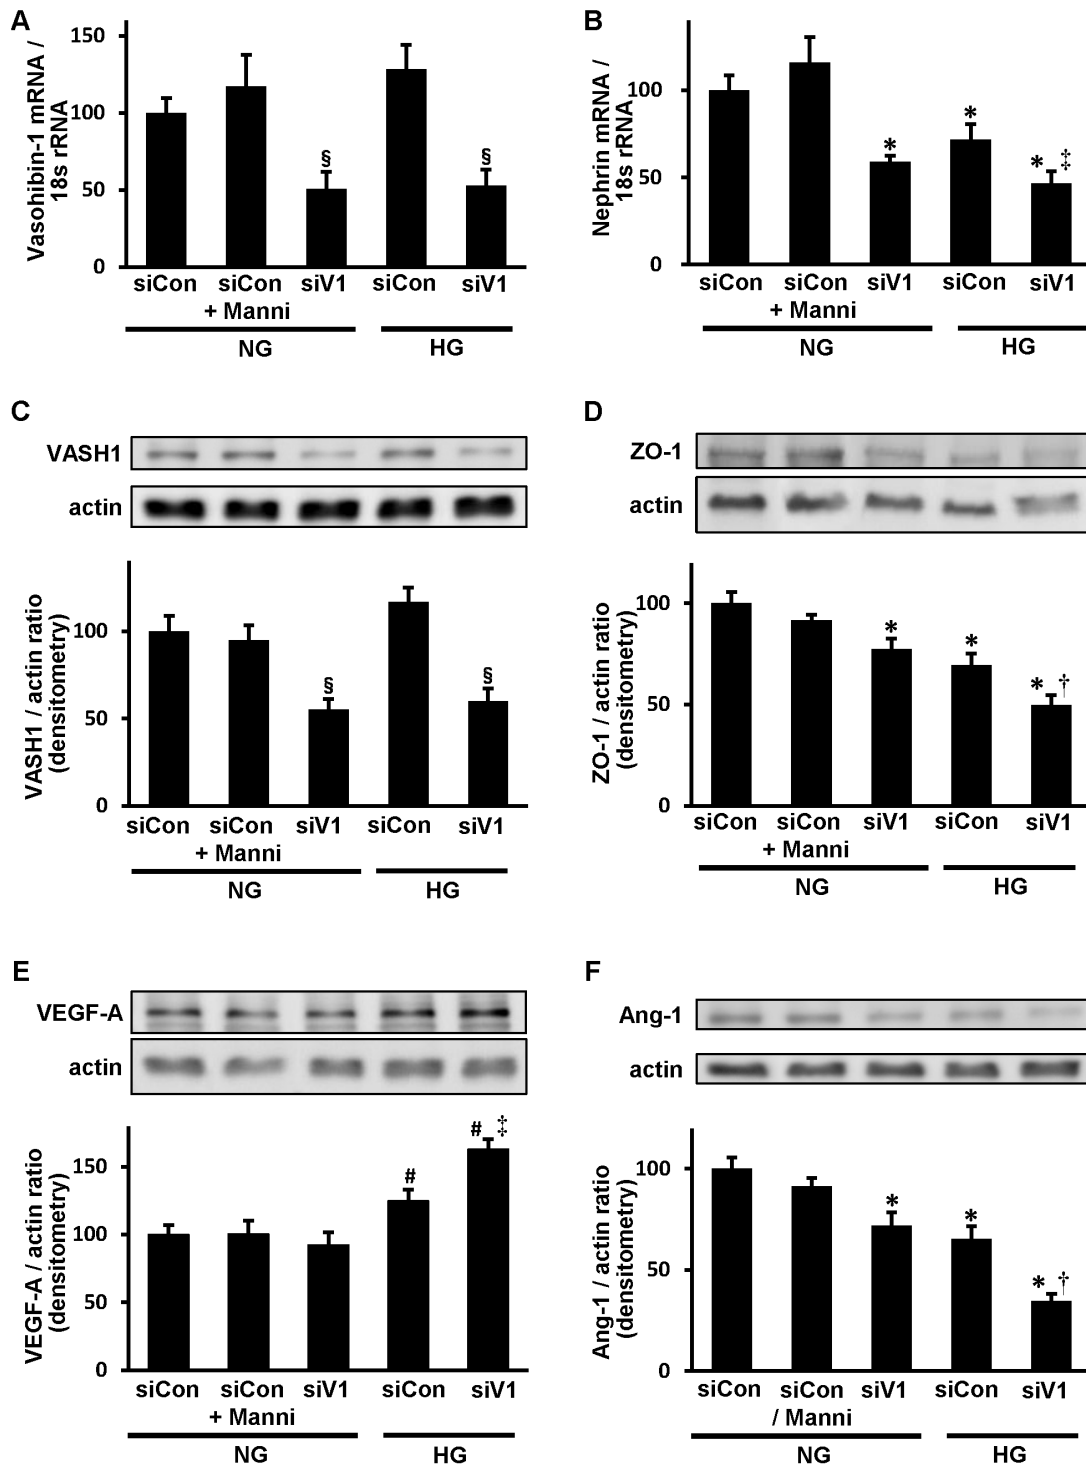 A
Vasohibin-1 mRNA /
18s rRNA
150
100
50
0
§
§
siCon
siCon
siV1
siCon
siV1
+ Manni
NG
HG
B
Nephrin mRNA /
18s rRNA
100
50
0
*
*
* ‡
siCon
siCon
siV1
siCon
siV1
+ Manni
NG
HG
C
VASH1
actin
VASH1 / actin ratio
(densitometry)
100
50
0
§
§
siCon
siCon
siV1
siCon
siV1
+ Manni
NG
HG
D
ZO-1
actin
ZO-1 / actin ratio
(densitometry)
100
50
0
*
*
* †
siCon
siCon
siV1
siCon
siV1
+ Manni
NG
HG
E
VEGF-A
actin
VEGF-A / actin ratio
(densitometry)
150
100
50
0
#
# ‡
siCon
siCon
siV1
siCon
siV1
+ Manni
NG
HG
F
Ang-1
actin
Ang-1 / actin ratio
(densitometry)
100
50
0
*
*
* †
siCon
siCon
siV1
siCon
siV1
/ Manni
NG
HG